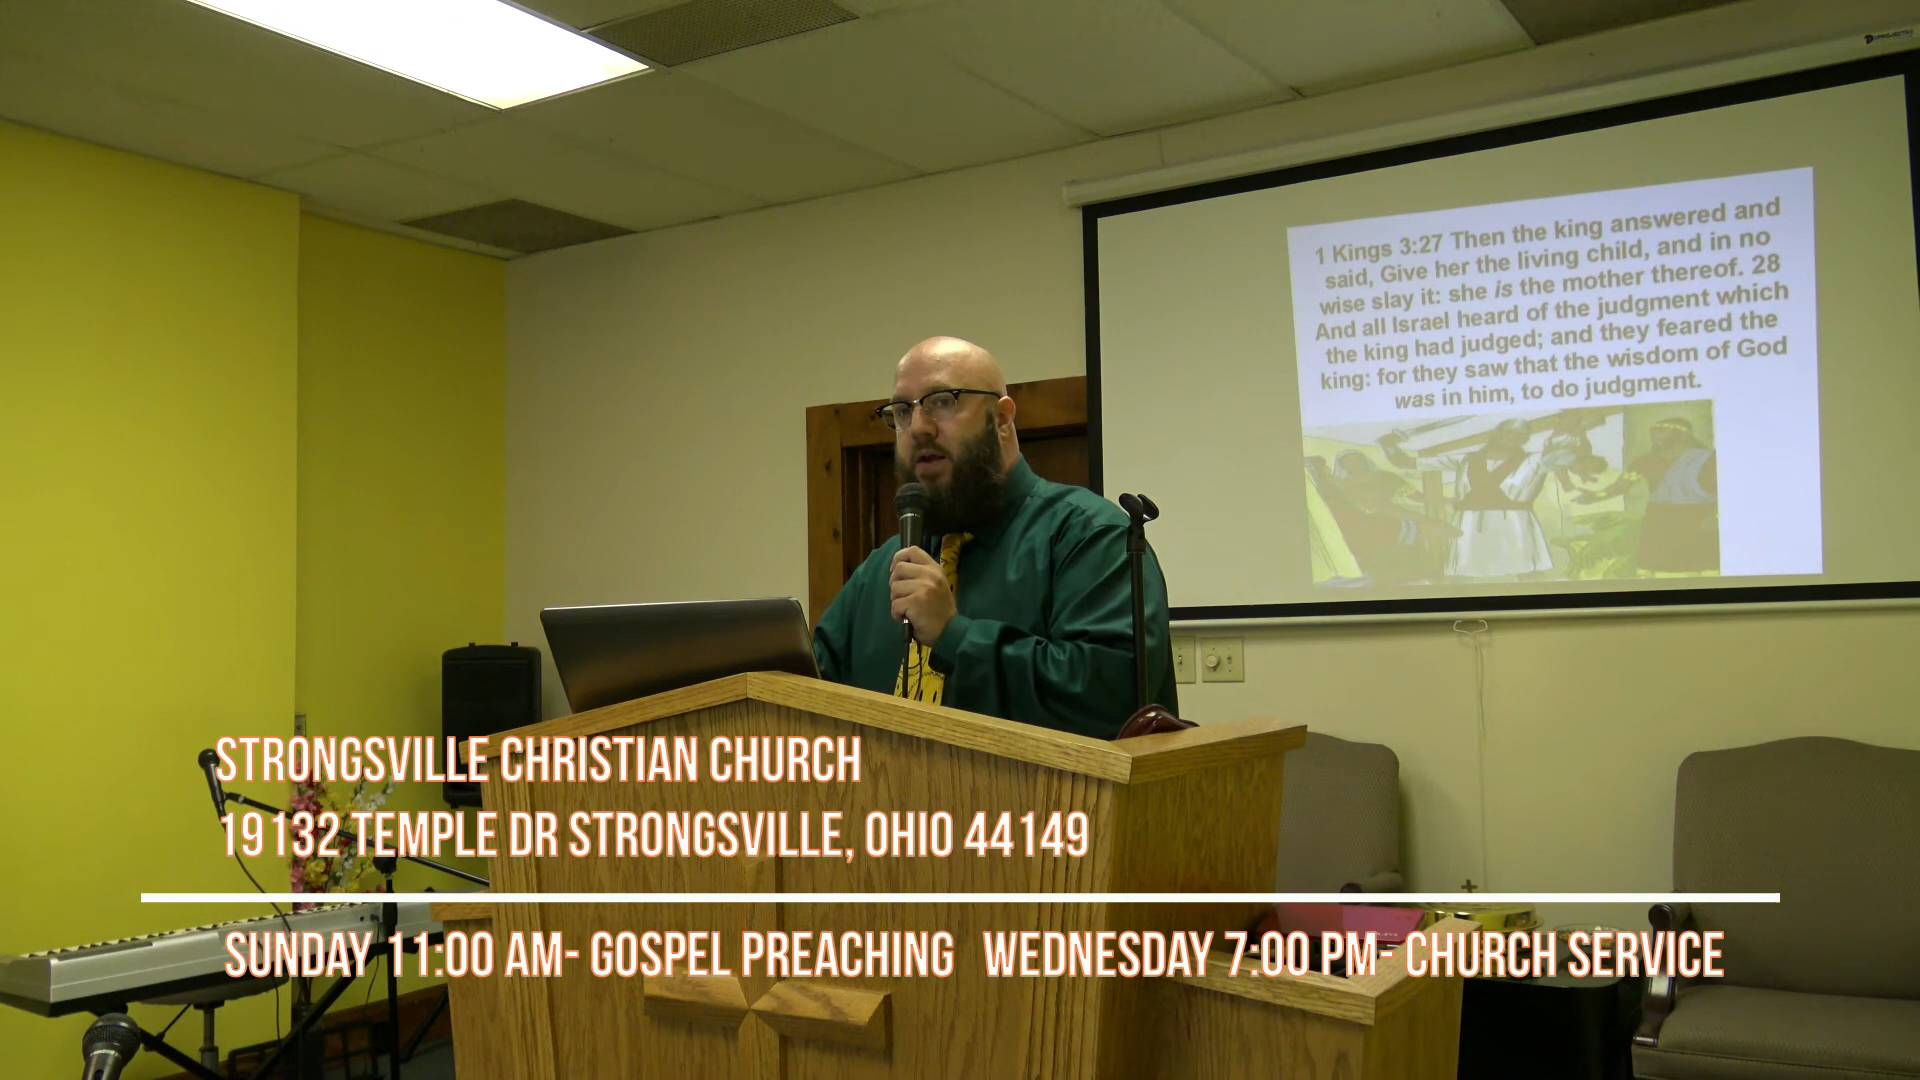 1 Kings 3:27 Then the king answered and
said, Give her the living child, and in no
wise slay it: she is the mother thereof. 28
And all Israel heard of the judgment which
the king had judged; and they feared the
king: for they saw that the wisdom of God
was in him, to do judgment.
STRONGSVILLE CHRISTIAN CHURCH
19132 TEMPLE DR STRONGSVILLE, OHIO 44149
SUNDAY 11:00 AM- GOSPEL PREACHING WEDNESDAY 7:00 PM- CHURCH SERVICE